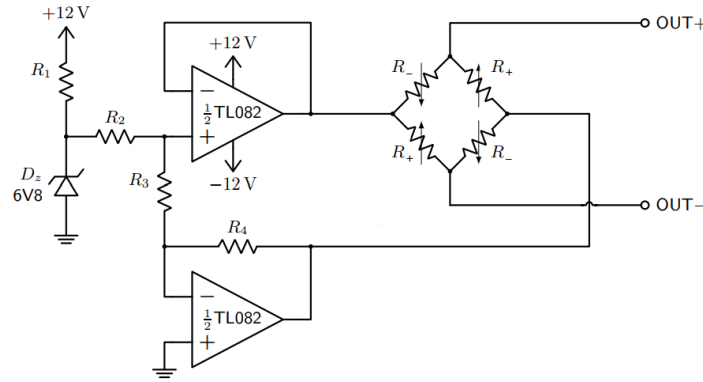 +12 V
OUT+
+12 V
R1
R−
R+
½TL082
−
+
R2
Dz
6V8
−12 V
R3
R+
R−
OUT−
R4
−
½TL082
+